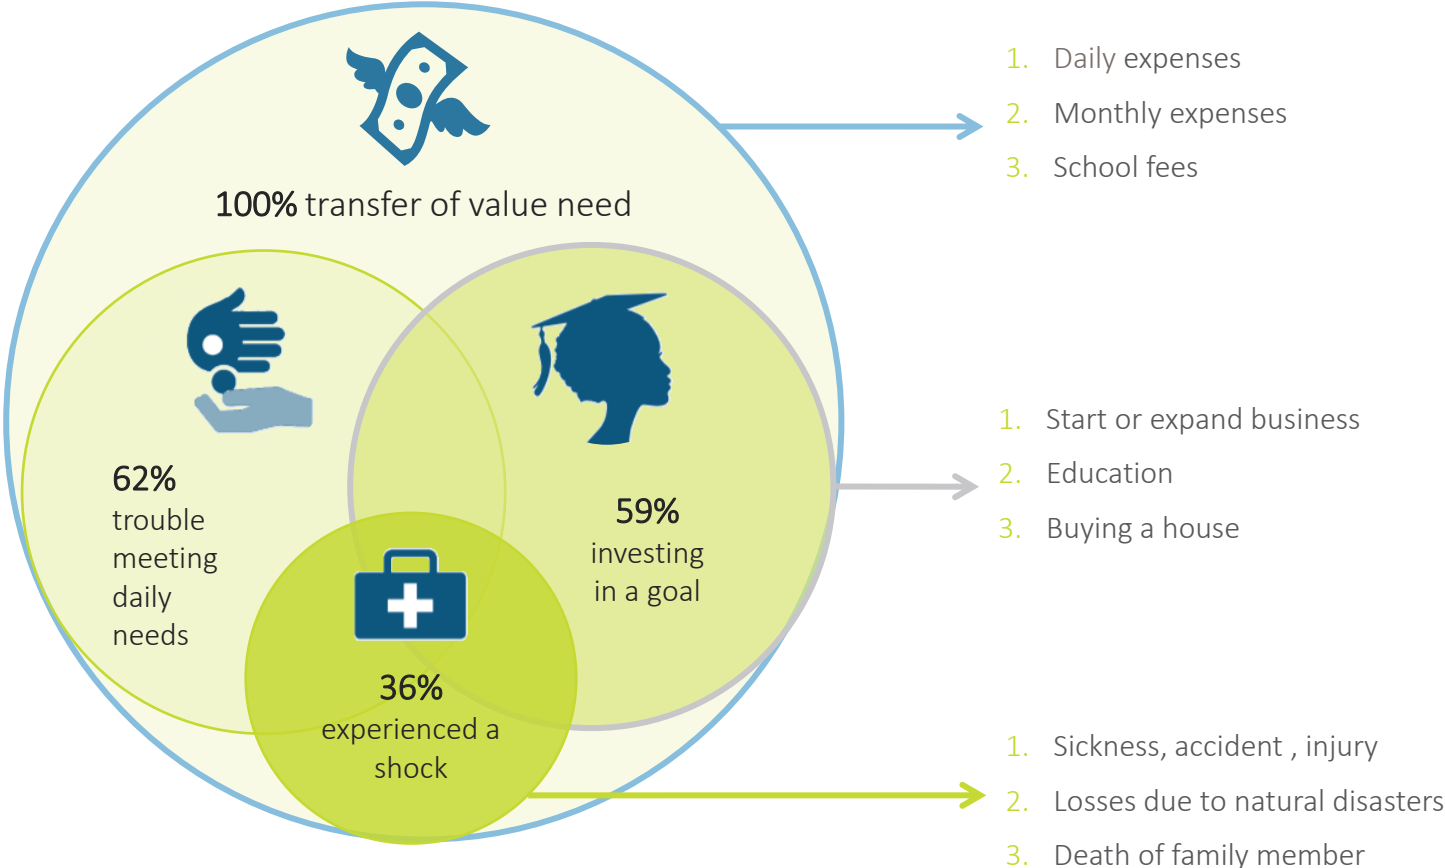 100% transfer of value need
62%
trouble
meeting
daily
needs
59%
investing
in a goal
36%
experienced a
shock
1. Daily expenses
2. Monthly expenses
3. School fees
1. Start or expand business
2. Education
3. Buying a house
1. Sickness, accident , injury
2. Losses due to natural disasters
3. Death of family member